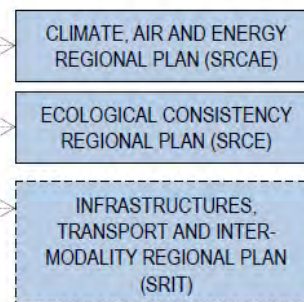 CLIMATE, AIR AND ENERGY
REGIONAL PLAN (SRCAE)
ECOLOGICAL CONSISTENCY
REGIONAL PLAN (SRCE)
INFRASTRUCTURES,
TRANSPORT AND INTER-
MODALITY REGIONAL PLAN
(SRIT)